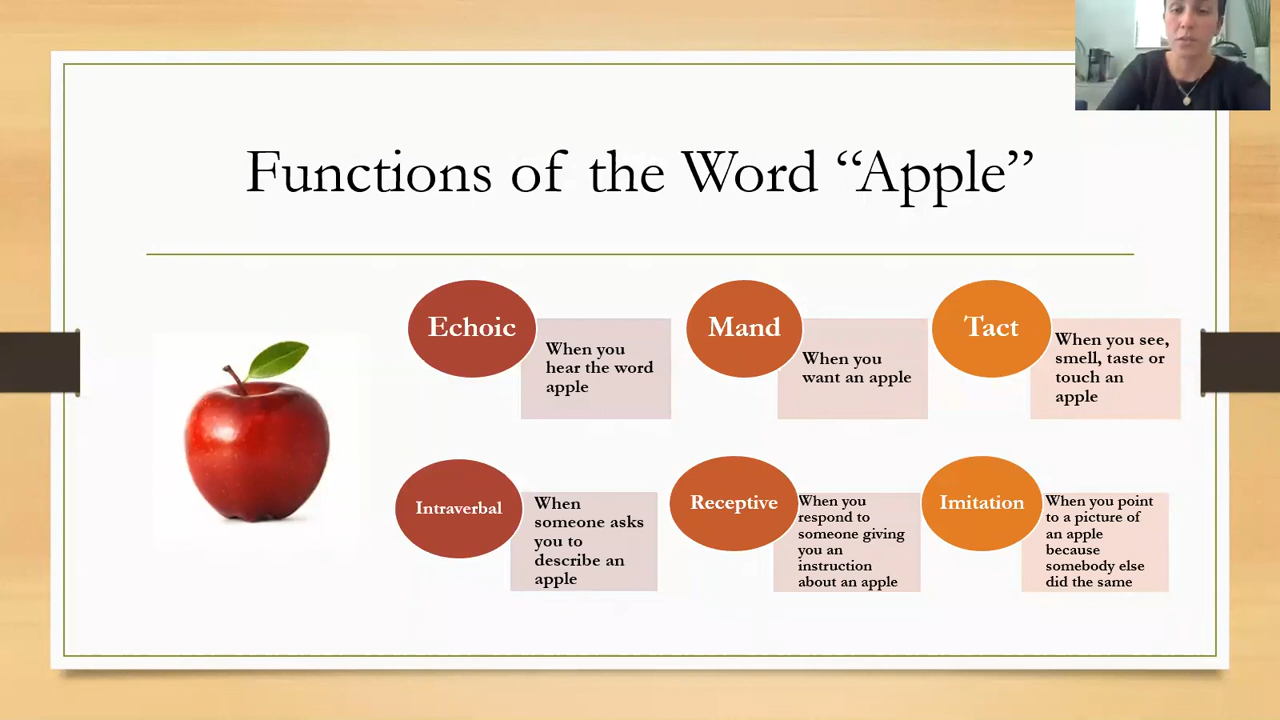 Functions of the Word “Apple”
Echoic
When you
hear the word
apple
Mand
When you
want an apple
Tact
When you see,
smell, taste or
touch an
apple
Intraverbal
When
someone asks
you to
describe an
apple
Receptive
When you
respond to
someone giving
you an
instruction
about an apple
Imitation
When you point
to a picture of
an apple
because
somebody else
did the same